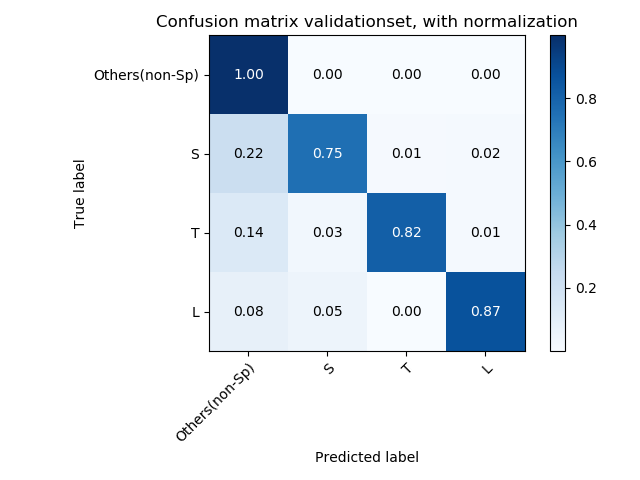 Confusion matrix validationset, with normalization
Others(non-Sp) 1.00 0.00 0.00 0.00
S 0.22 0.75 0.01 0.02
T 0.14 0.03 0.82 0.01
L 0.08 0.05 0.00 0.87
Others(non-Sp) S T L
Predicted label
True label
0.8
0.6
0.4
0.2